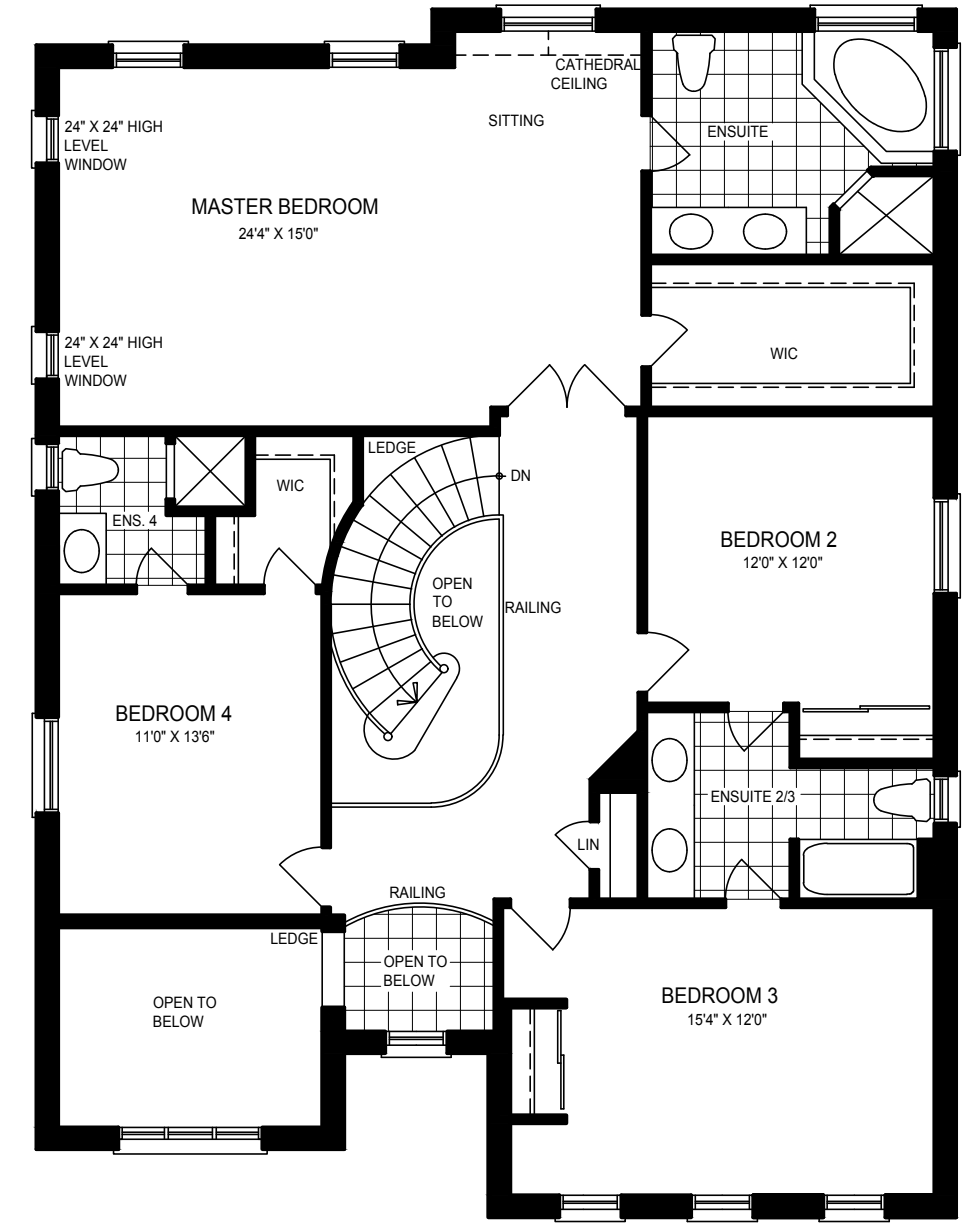 CATHEDRAL
CEILING
SITTING
ENSUITE
24" X 24" HIGH
LEVEL
WINDOW
MASTER BEDROOM
24'4" X 15'0"
24" X 24" HIGH
LEVEL
WINDOW
WIC
LEDGE
DN
WIC
ENS. 4
OPEN
TO
BELOW
RAILING
BEDROOM 2
12'0" X 12'0"
BEDROOM 4
11'0" X 13'6"
ENSUITE 2/3
LIN
RAILING
LEDGE
OPEN TO
BELOW
OPEN TO
BELOW
BEDROOM 3
15'4" X 12'0"